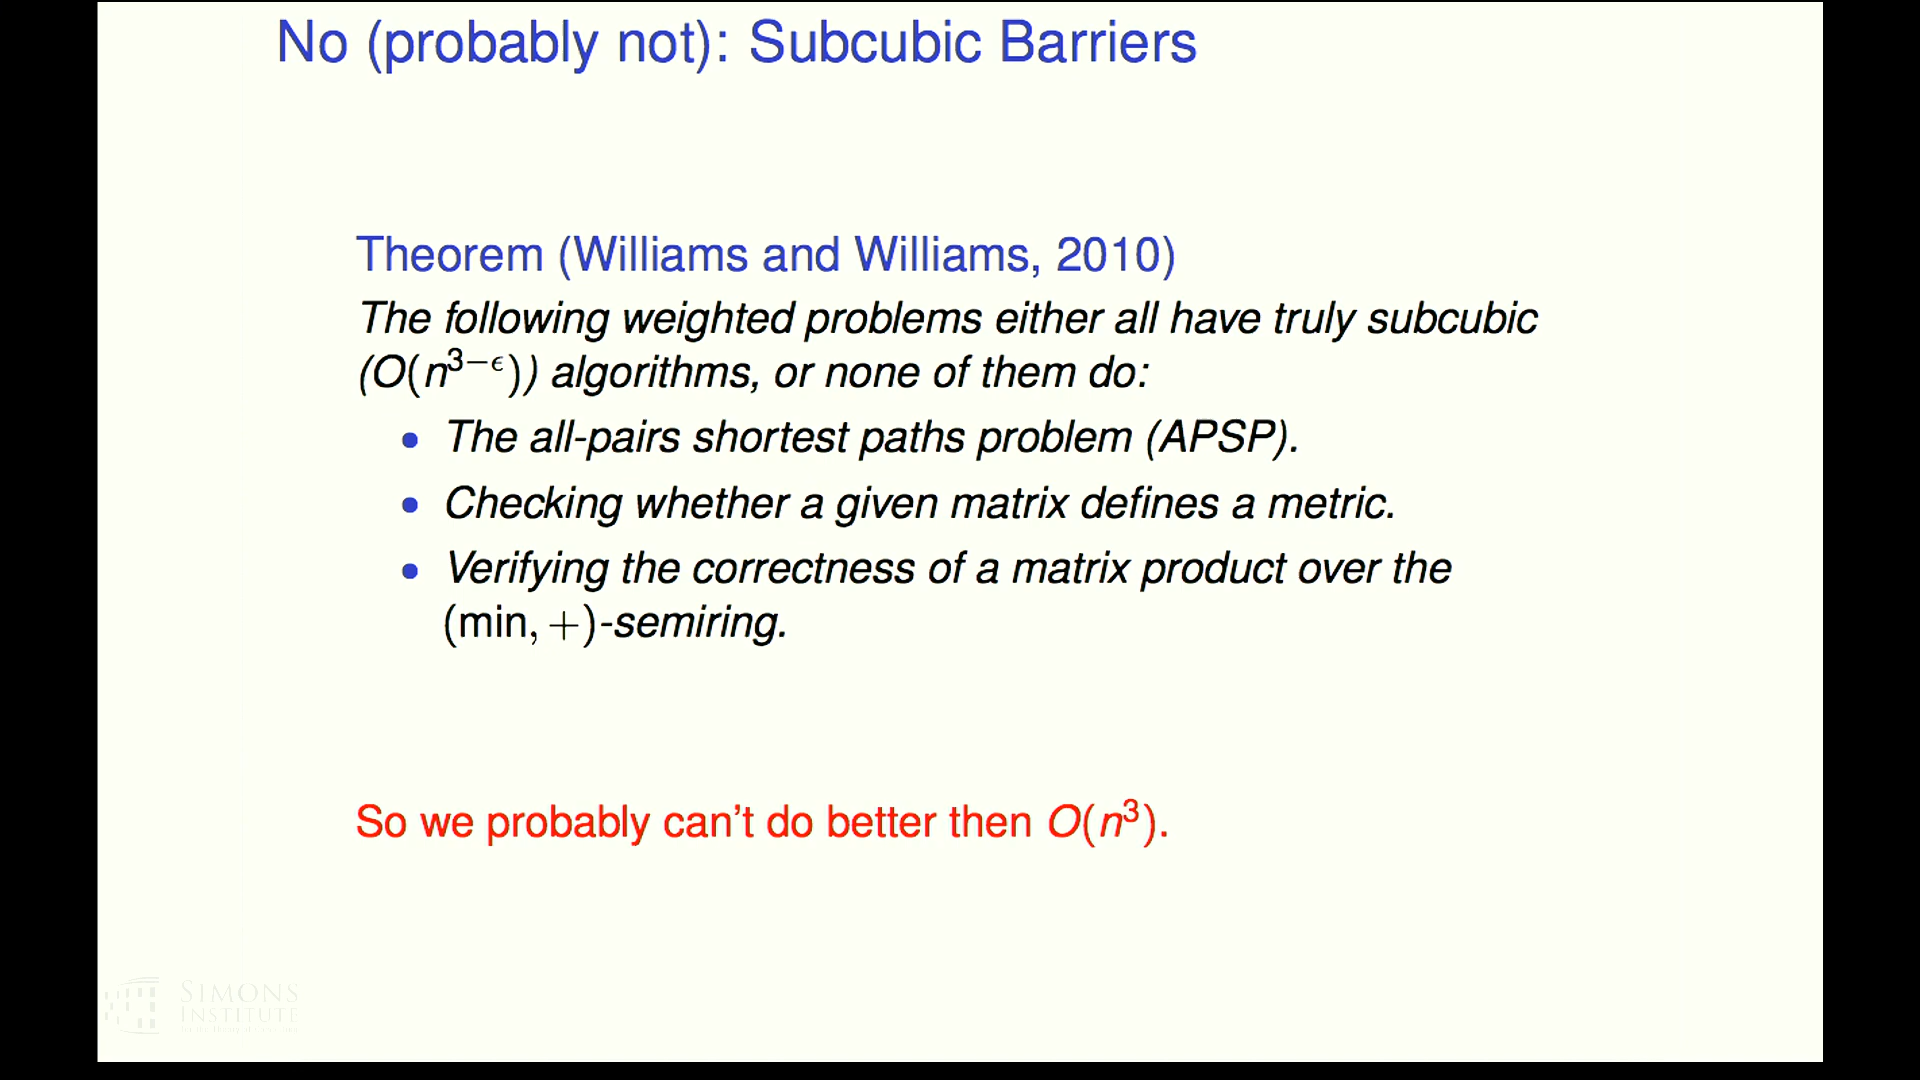 No (probably not): Subcubic Barriers
Theorem (Williams and Williams, 2010)
The following weighted problems either all have truly subcubic
(O(n^{3−ϵ})) algorithms, or none of them do:
• The all-pairs shortest paths problem (APSP).
• Checking whether a given matrix defines a metric.
• Verifying the correctness of a matrix product over the
(min, +)-semiring.
So we probably can't do better then O(n³).
SIMONS
INSTITUTE